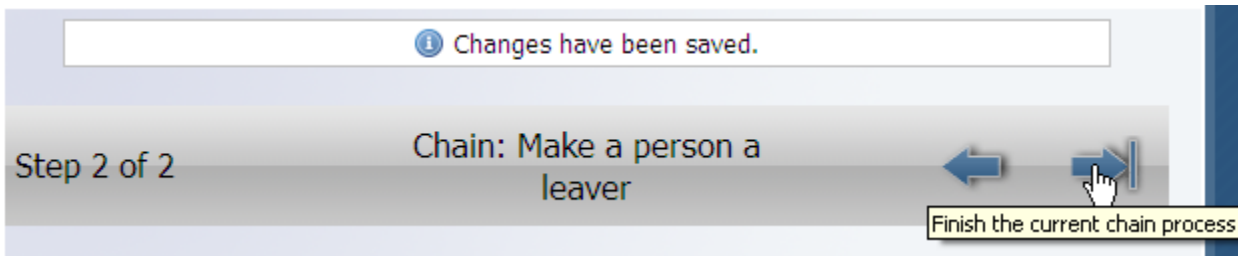 Changes have been saved.
Step 2 of 2
Chain: Make a person a
leaver
Finish the current chain process